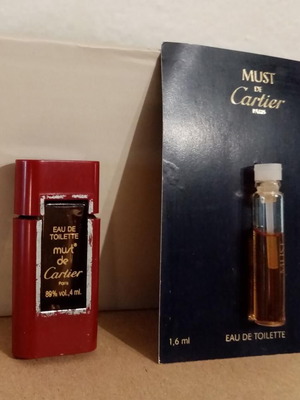 EAU DE
TOILETTE
must
de
Cartier
Paris
89% vol. 4 ml.
MUST
DE
Cartier
PARIS
1,6 ml
EAU DE TOILETTE